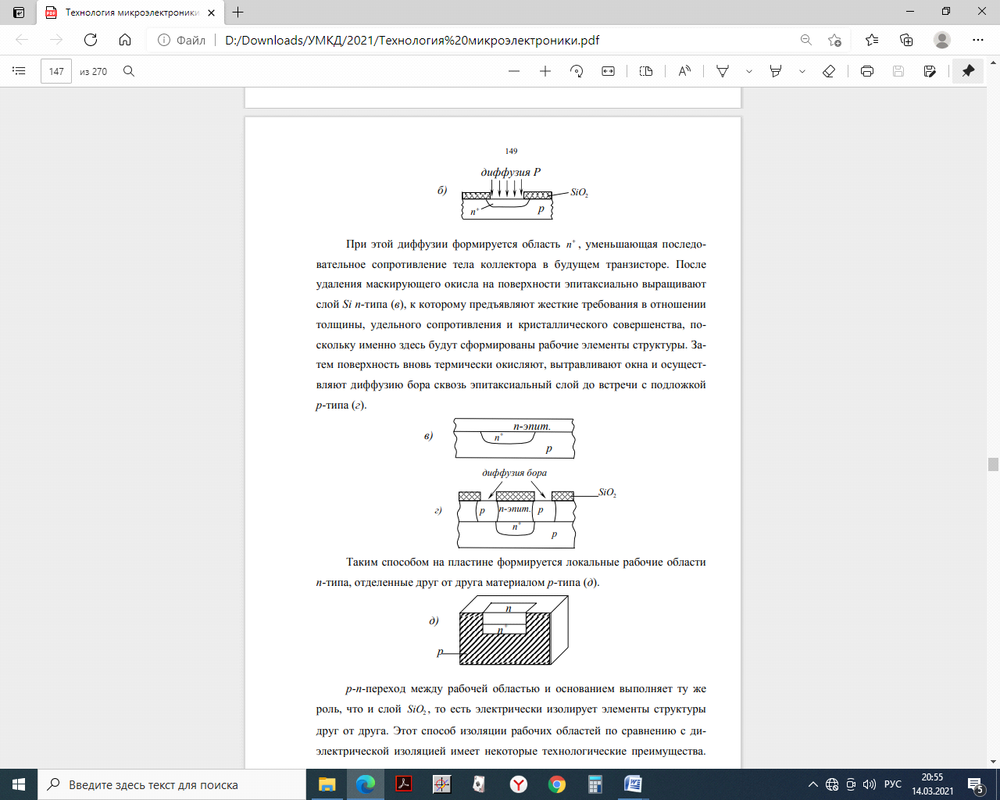 Технология микроэлектроники
Файл
D:/Downloads/УМКД/2021/Технология%20микроэлектроники.pdf
147
из 270
149
диффузия P
б)
SiO2
n+
p
При этой диффузии формируется область n+, уменьшающая последо-
вательное сопротивление тела коллектора в будущем транзисторе. После
удаления маскирующего окисла на поверхности эпитаксиально выращивают
слой Si n-типа (в), к которому предъявляют жесткие требования в отношении
толщины, удельного сопротивления и кристаллического совершенства, по-
скольку именно здесь будут сформированы рабочие элементы структуры. За-
тем поверхность вновь термически окисляют, вытравливают окна и осущест-
вляют диффузию бора сквозь эпитаксиальный слой до встречи с подложкой
p-типа (г).
в)
n-эпит.
n+
p
диффузия бора
SiO2
г)
p
n-эпит.
p
n+
p
Таким способом на пластине формируется локальные рабочие области
n-типа, отделенные друг от друга материалом p-типа (д).
д)
n
n+
p
p-n-переход между рабочей областью и основанием выполняет ту же
роль, что и слой SiO2, то есть электрически изолирует элементы структуры
друг от друга. Этот способ изоляции рабочих областей по сравнению с ди-
электрической изоляцией имеет некоторые технологические преимущества.
Введите здесь текст для поиска
РУС
20:55
14.03.2021
5